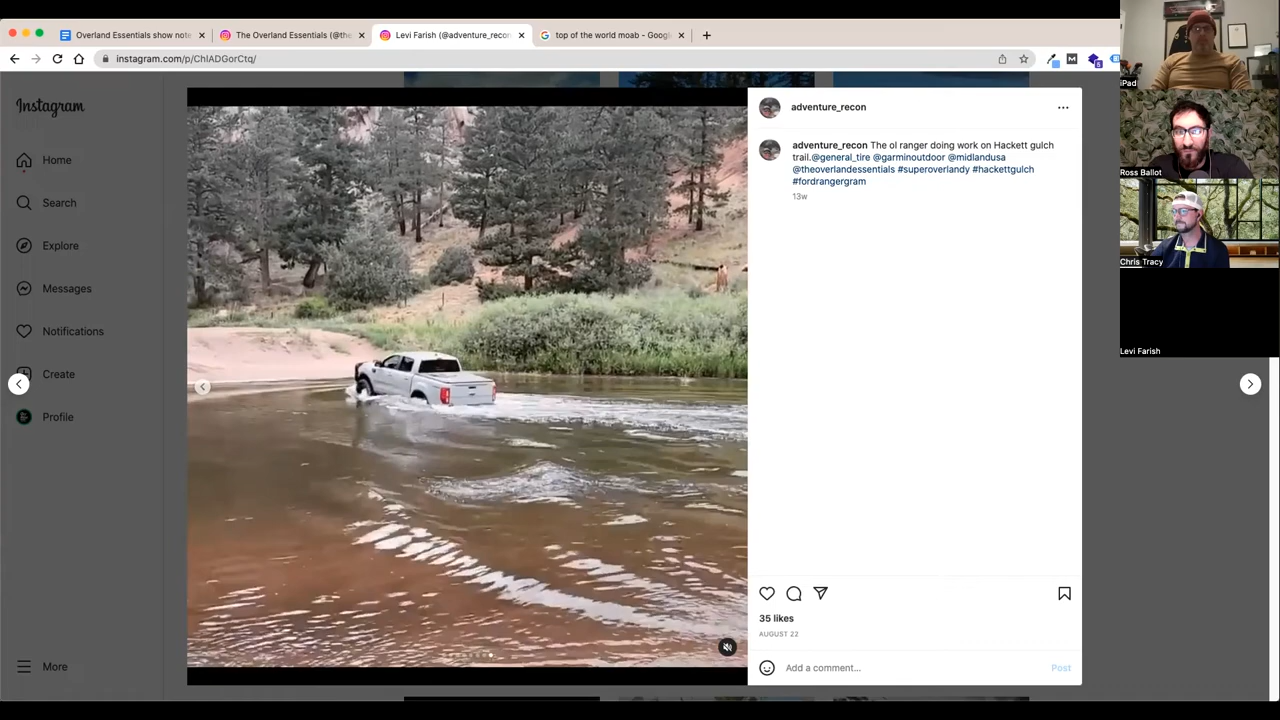 Overland Essentials show note
The Overland Essentials (@the
Levi Farish (@adventure_recon
top of the world moab - Googl
instagram.com/p/ChIADGorCtq/
Instagram
Home
Search
Explore
Messages
Notifications
Create
Profile
More
adventure_recon
adventure_recon The ol ranger doing work on Hackett gulch
trail.@general_tire @garminoutdoor @midlandusa
@theoverlandessentials #superoverlandy #hackettgulch
#fordrangergram
13w
35 likes
AUGUST 22
Add a comment...
Post
iPad
Ross Ballot
Chris Tracy
Levi Farish